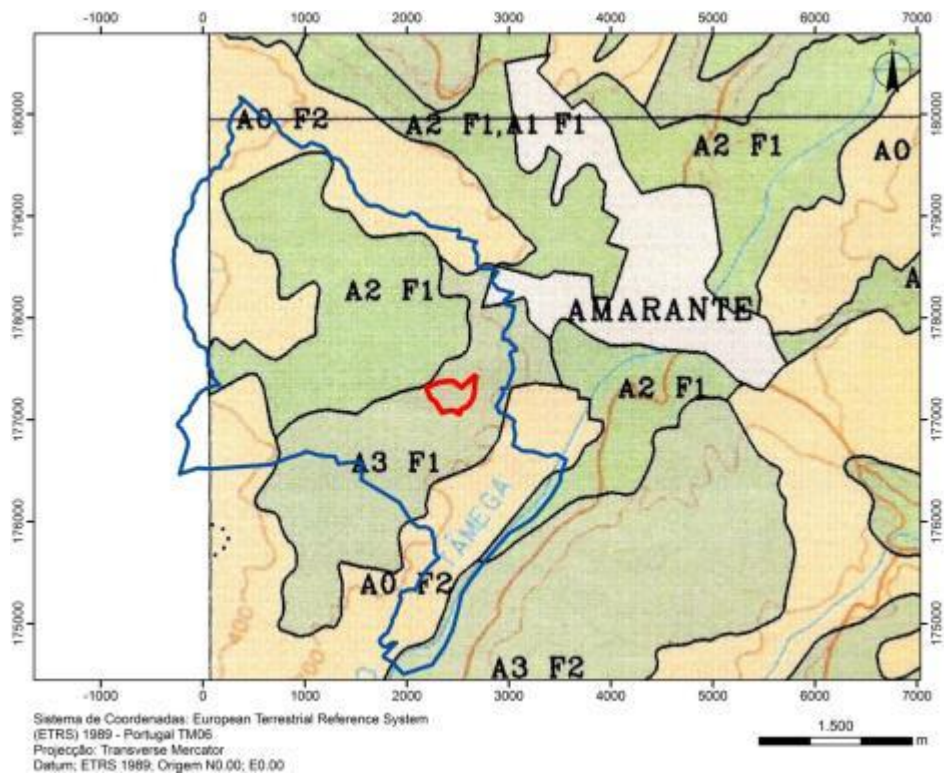 -1000 0 1000 2000 3000 4000 5000 6000 7000
N
180000 180000
A0 F2 A2 F1,A1 F1 A2 F1 A0
179000 179000
A
A2 F1
178000 AMARANTE 178000
A2 F1
177000 177000
A3 F1
TÂMEGA
176000 176000
A0 F2
175000 400 175000
A3 F2
-1000 0 1000 2000 3000 4000 5000 6000 7000
Sistema de Coordenadas: European Terrestrial Reference System
(ETRS) 1989 - Portugal TM06
Projecção: Transverse Mercator
Datum: ETRS 1989; Origem N0.00; E0.00
1.500
m